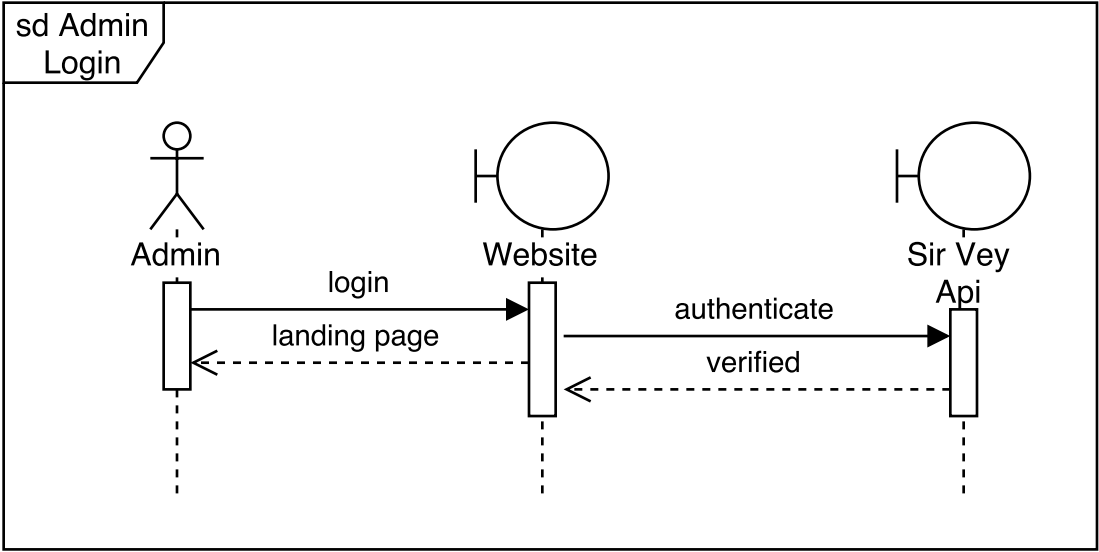 sd Admin
Login
Admin
Website
Sir Vey
Api
login
authenticate
landing page
verified